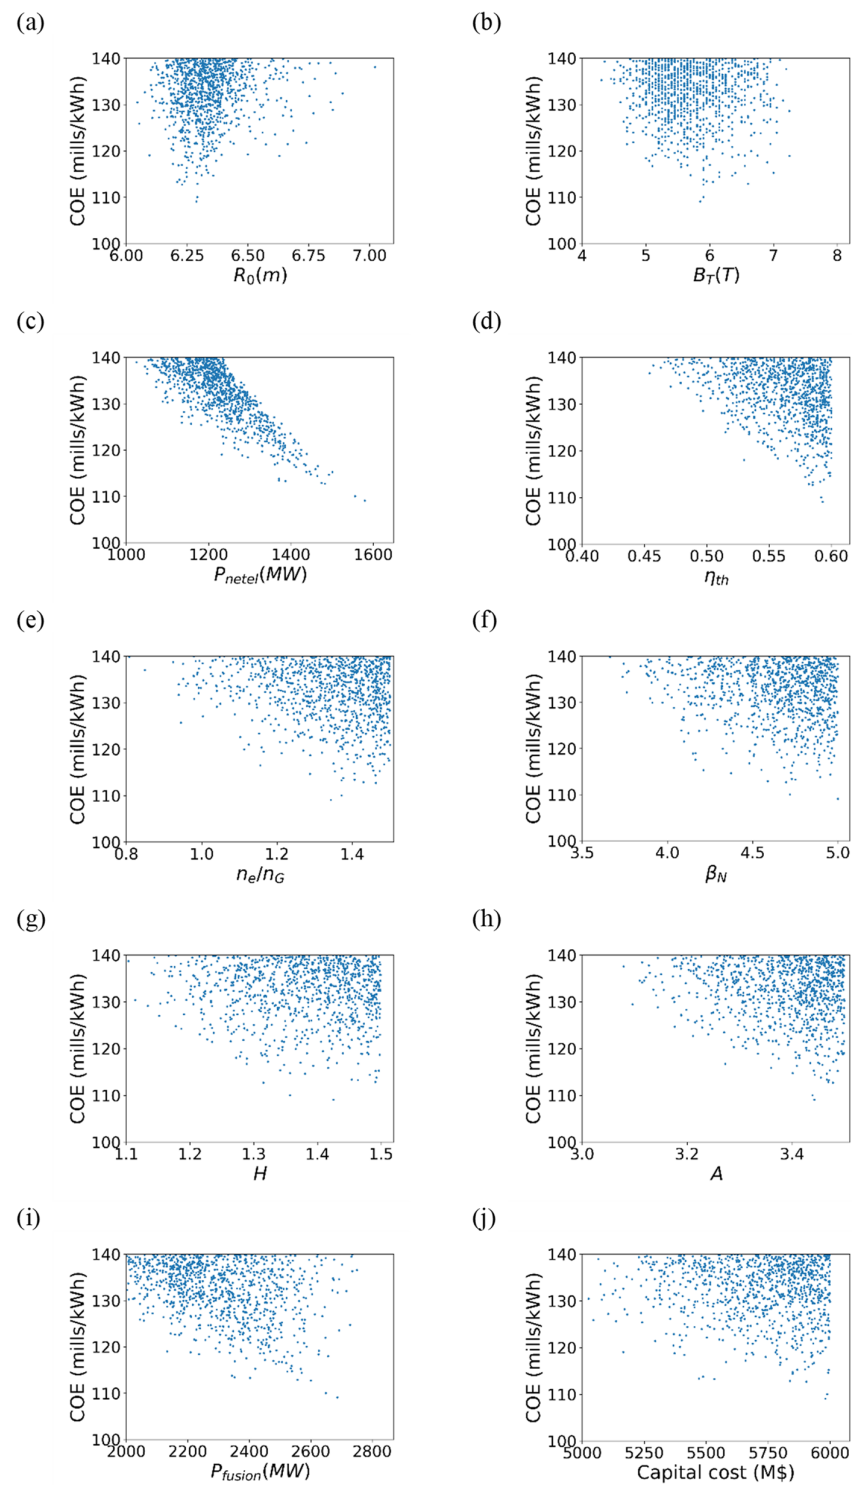 (a)
140
130
120
110
100
COE (mills/kWh)
6.00 6.25 6.50 6.75 7.00
R0(m)
(b)
140
130
120
110
100
COE (mills/kWh)
4 5 6 7 8
BT(T)
(c)
140
130
120
110
100
COE (mills/kWh)
1000 1200 1400 1600
Pnetel(MW)
(d)
140
130
120
110
100
COE (mills/kWh)
0.40 0.45 0.50 0.55 0.60
ηth
(e)
140
130
120
110
100
COE (mills/kWh)
0.8 1.0 1.2 1.4
ne/nG
(f)
140
130
120
110
100
COE (mills/kWh)
3.5 4.0 4.5 5.0
βN
(g)
140
130
120
110
100
COE (mills/kWh)
1.1 1.2 1.3 1.4 1.5
H
(h)
140
130
120
110
100
COE (mills/kWh)
3.0 3.2 3.4
A
(i)
140
130
120
110
100
COE (mills/kWh)
2000 2200 2400 2600 2800
Pfusion(MW)
(j)
140
130
120
110
100
COE (mills/kWh)
5000 5250 5500 5750 6000
Capital cost (M$)